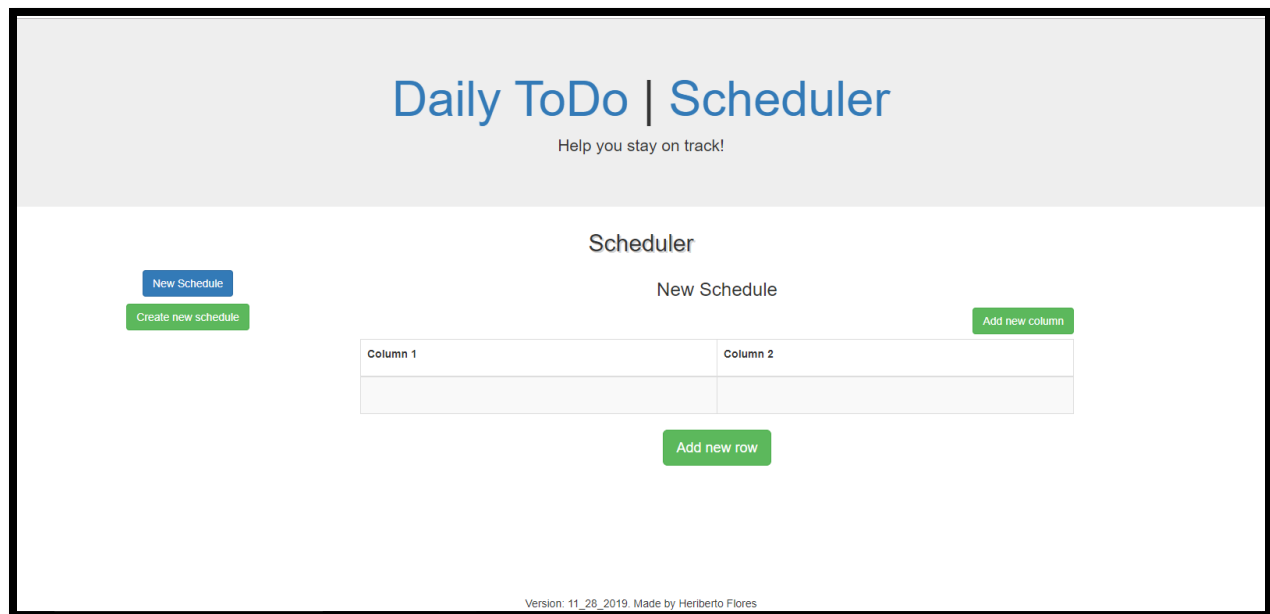 Daily ToDo | Scheduler
Help you stay on track!
Scheduler
New Schedule
Create new schedule
New Schedule
Add new column
Column 1 Column 2
Add new row
Version: 11_28_2019. Made by Heriberto Flores